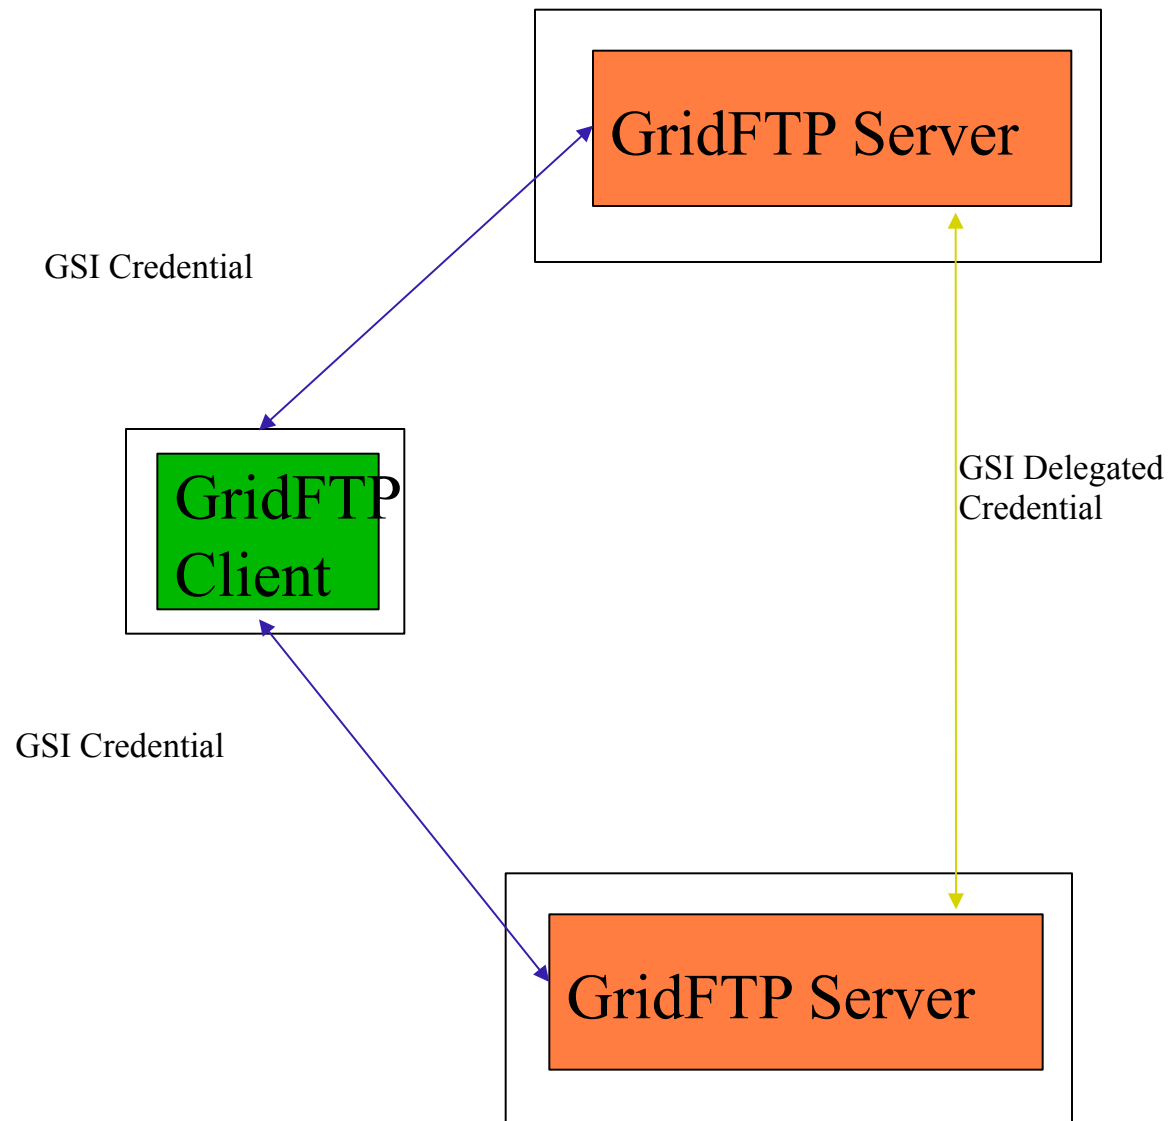 GridFTP Server
GSI Credential
GridFTP
Client
GSI Delegated
Credential
GSI Credential
GridFTP Server